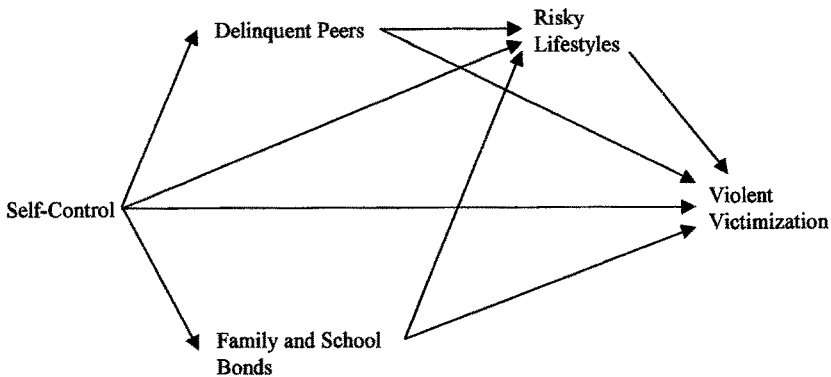 Delinquent Peers
Risky
Lifestyles
Self-Control
Violent
Victimization
Family and School
Bonds